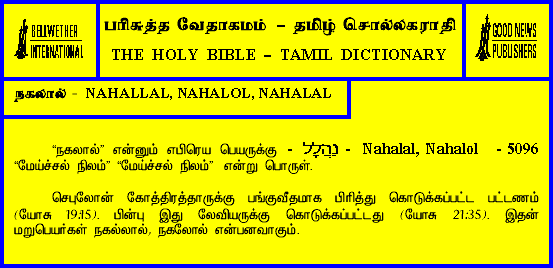 BELLWETHER
INTERNATIONAL
பரிசுத்த வேதாகமம் – தமிழ் சொல்லகராதி
THE HOLY BIBLE – TAMIL DICTIONARY
GOOD NEWS
PUBLISHERS
நகலால் - NAHALLAL, NAHALOL, NAHALAL
“நகலால்” என்னும் எபிரெய பெயருக்கு - נַהֲלָל - Nahalal, Nahalol - 5096
“மேய்ச்சல் நிலம்” “மேய்ச்சல் நிலம்” என்று பொருள்.
செபுலோன் கோத்திரத்தாருக்கு பங்குவீதமாக பிரித்து கொடுக்கப்பட்ட பட்டணம்
(யோசு 19:15). பின்பு இது லேவியருக்கு கொடுக்கப்பட்டது (யோசு 21:35). இதன்
மறுபெயர்கள் நகல்லால், நகலோல் என்பனவாகும்.